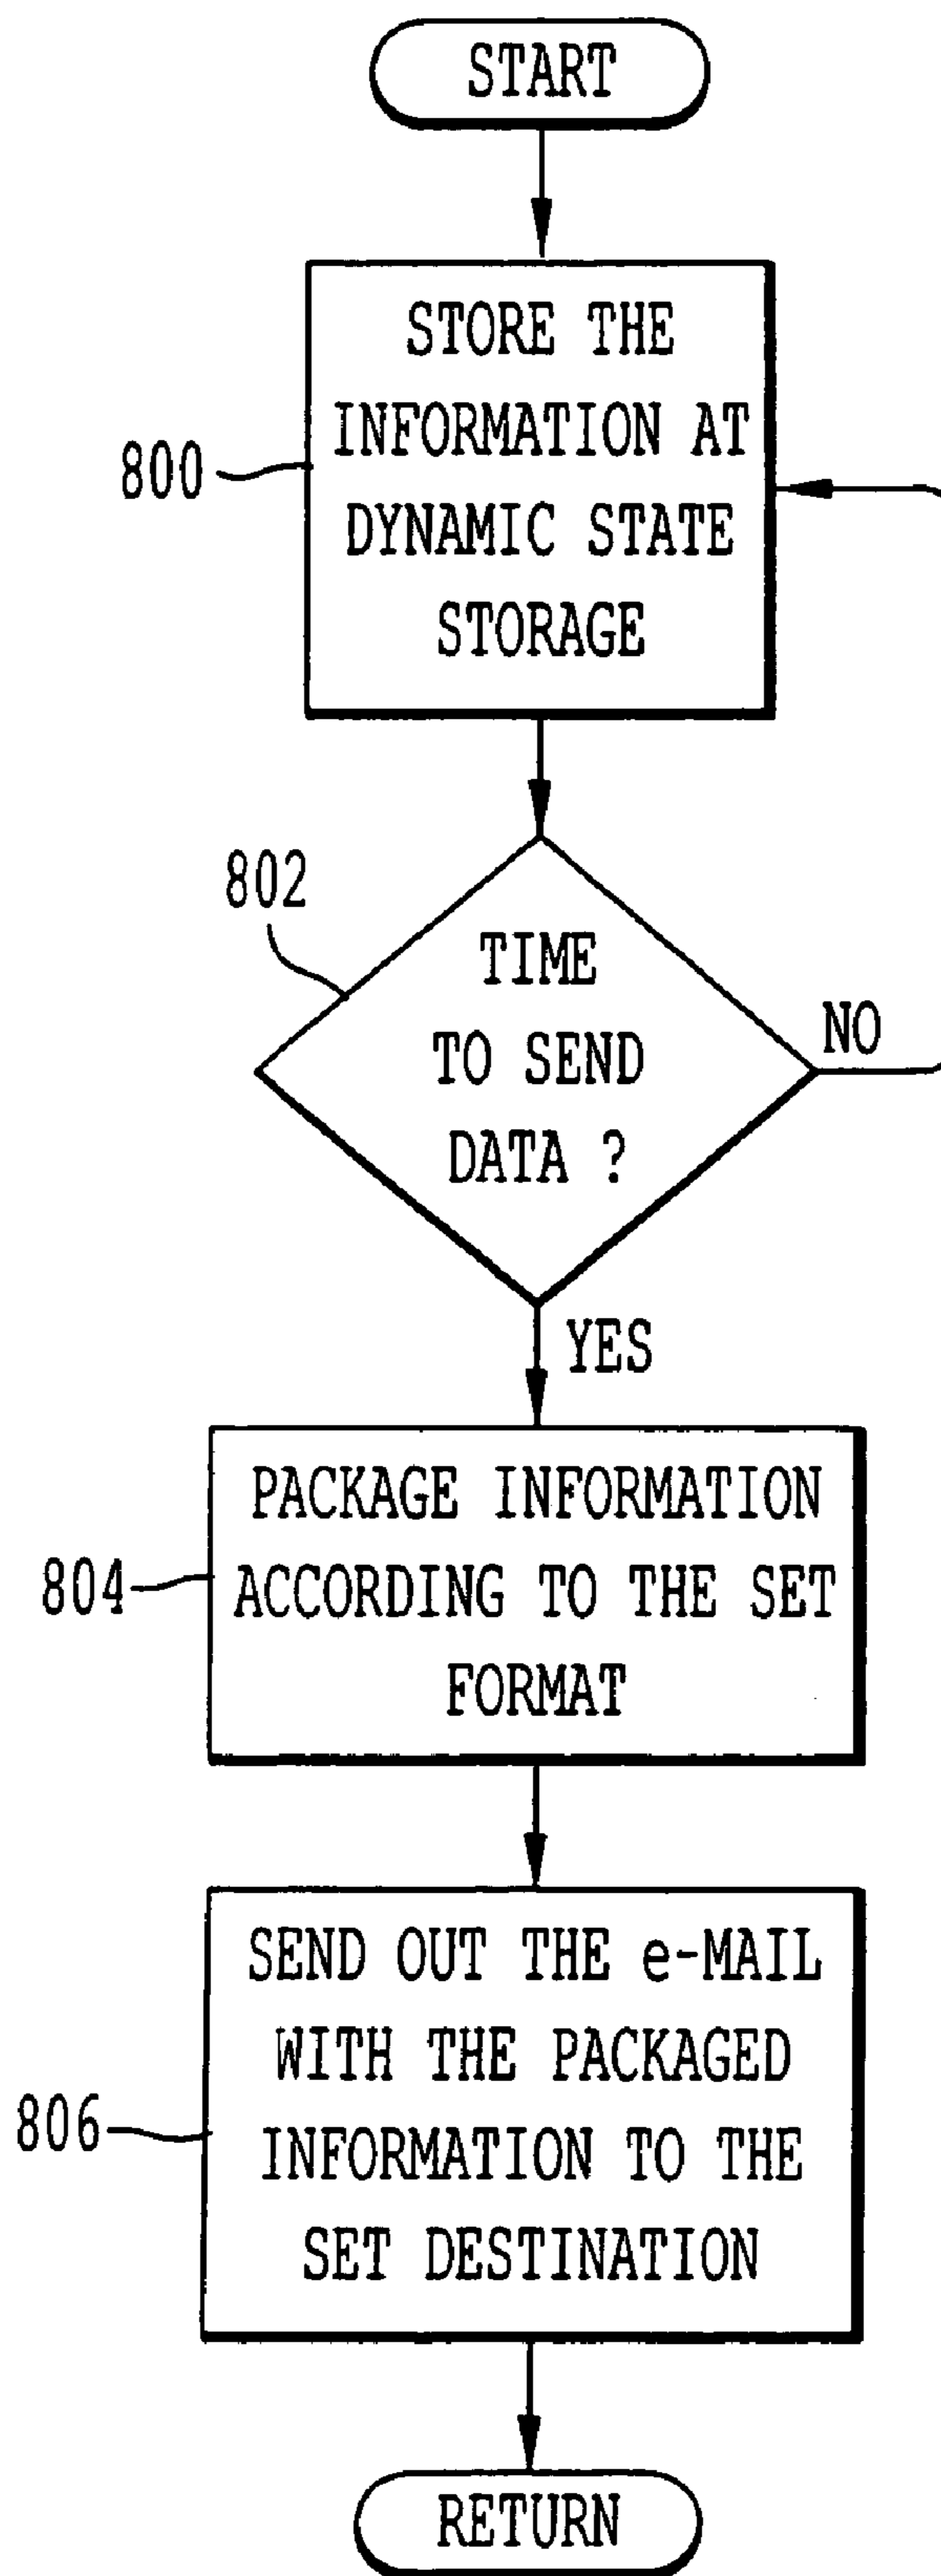 START
STORE THE
INFORMATION AT
DYNAMIC STATE
STORAGE
800
802
TIME
TO SEND
DATA ?
NO
YES
PACKAGE INFORMATION
ACCORDING TO THE SET
FORMAT
804
SEND OUT THE e-MAIL
WITH THE PACKAGED
INFORMATION TO THE
SET DESTINATION
806
RETURN